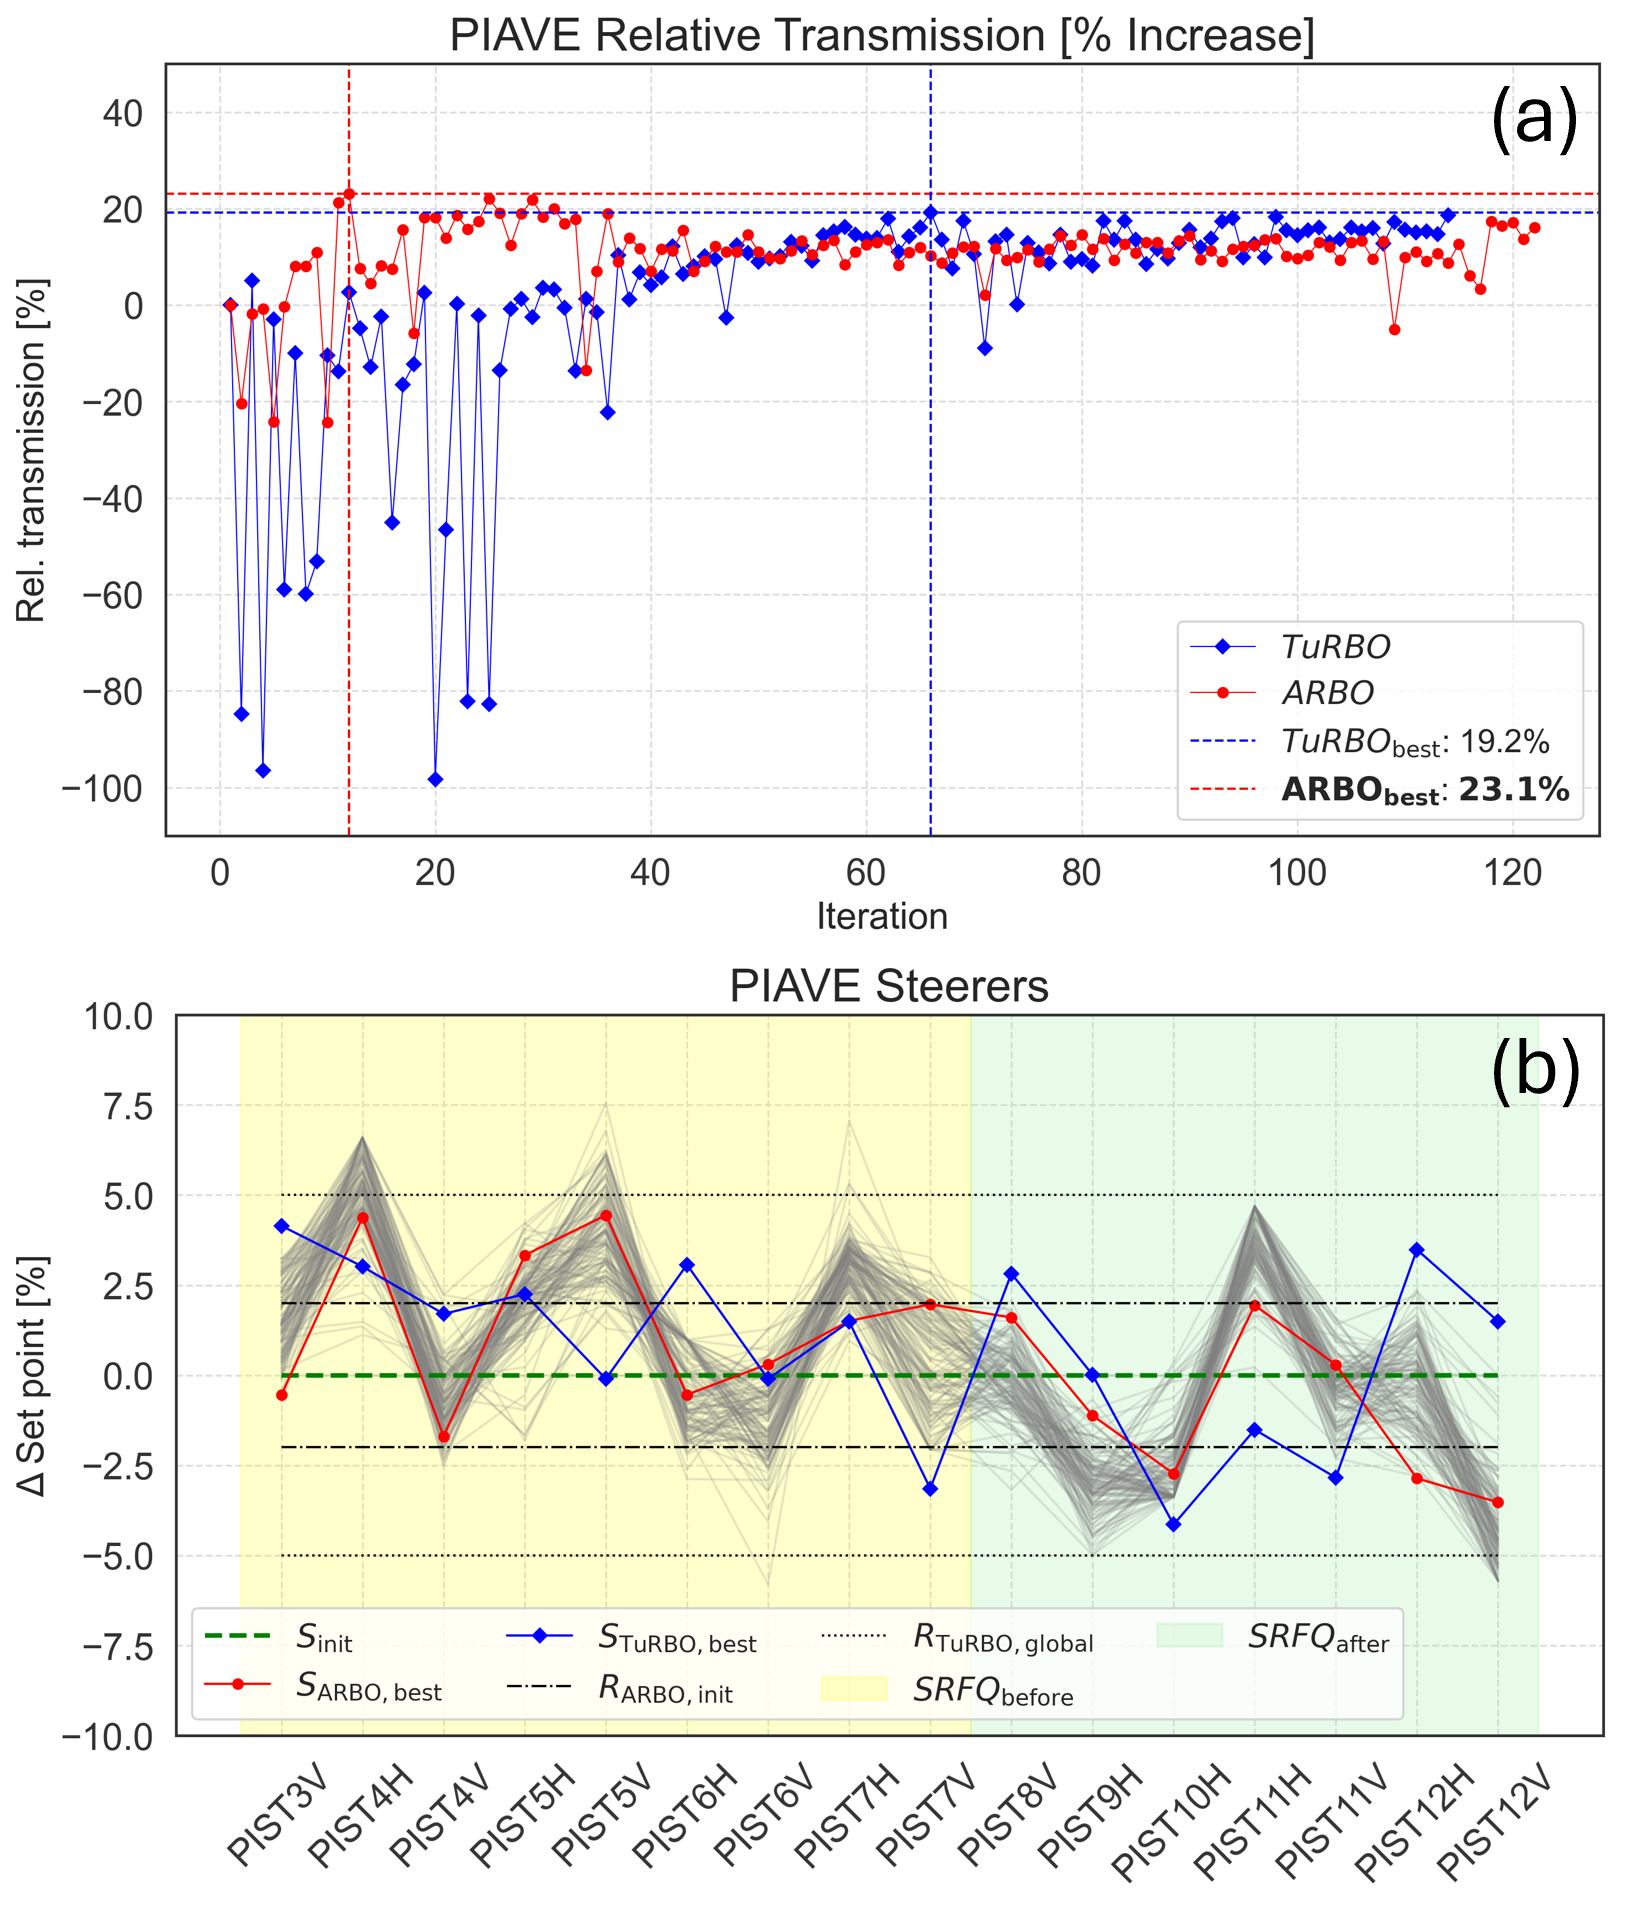 PIAVE Relative Transmission [% Increase]
(a)
40
20
0
−20
−40
−60
−80
−100
Rel. transmission [%]
TuRBO
ARBO
TuRBObest: 19.2%
ARBObest: 23.1%
0 20 40 60 80 100 120
Iteration
PIAVE Steerers
(b)
10.0
7.5
5.0
2.5
0.0
−2.5
−5.0
−7.5
−10.0
Δ Set point [%]
Sinit STuRBO, best RTuRBO, global SRFQafter
SARBO, best RARBO, init SRFQbefore
PIST3V PIST4H PIST4V PIST5H PIST5V PIST6H PIST6V PIST7H PIST7V PIST8V PIST9H PIST10H PIST11H PIST11V PIST12H PIST12V